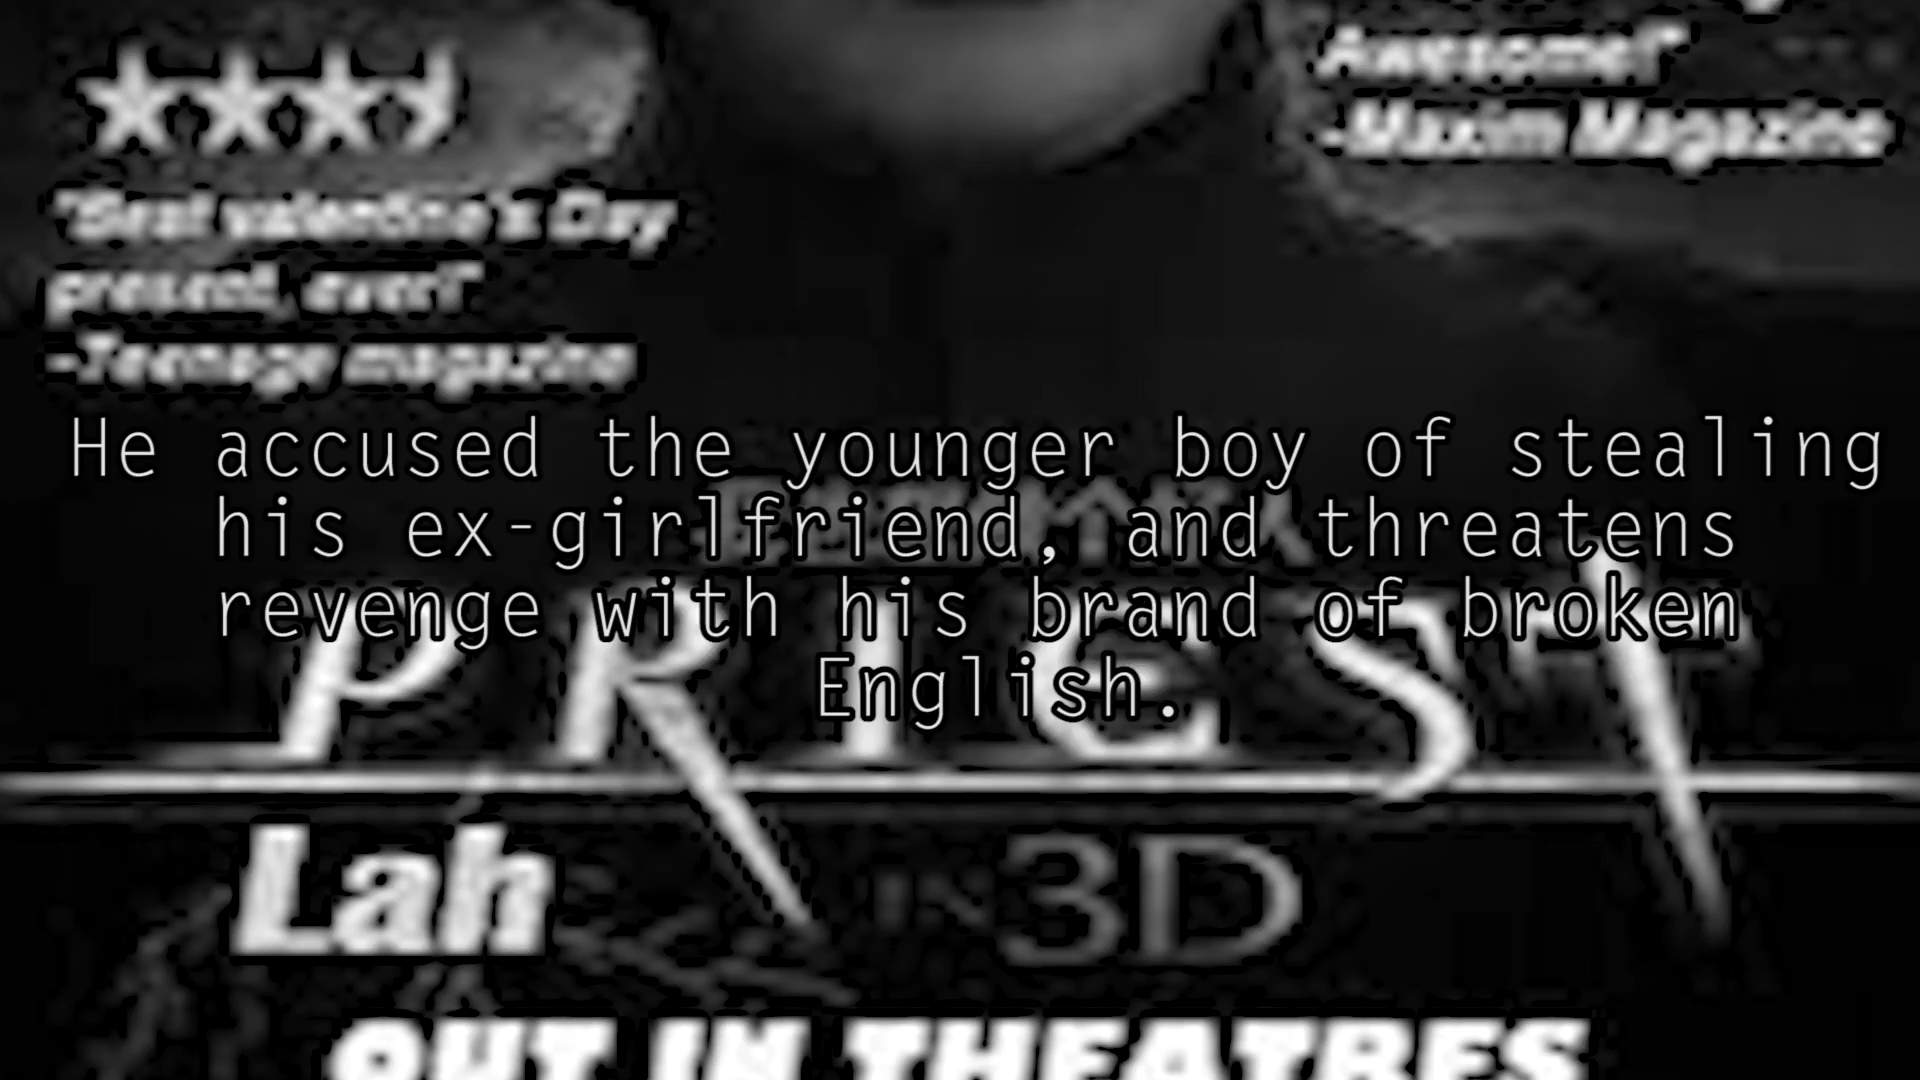 Awesome!"
-Maxim Magazine
"Best valentine's Day
present, ever!"
-Teenage magazine
He accused the younger boy of stealing
his ex-girlfriend, and threatens
revenge with his brand of broken
English.
PRIEST
Lah
IN 3D
OUT IN THEATRES